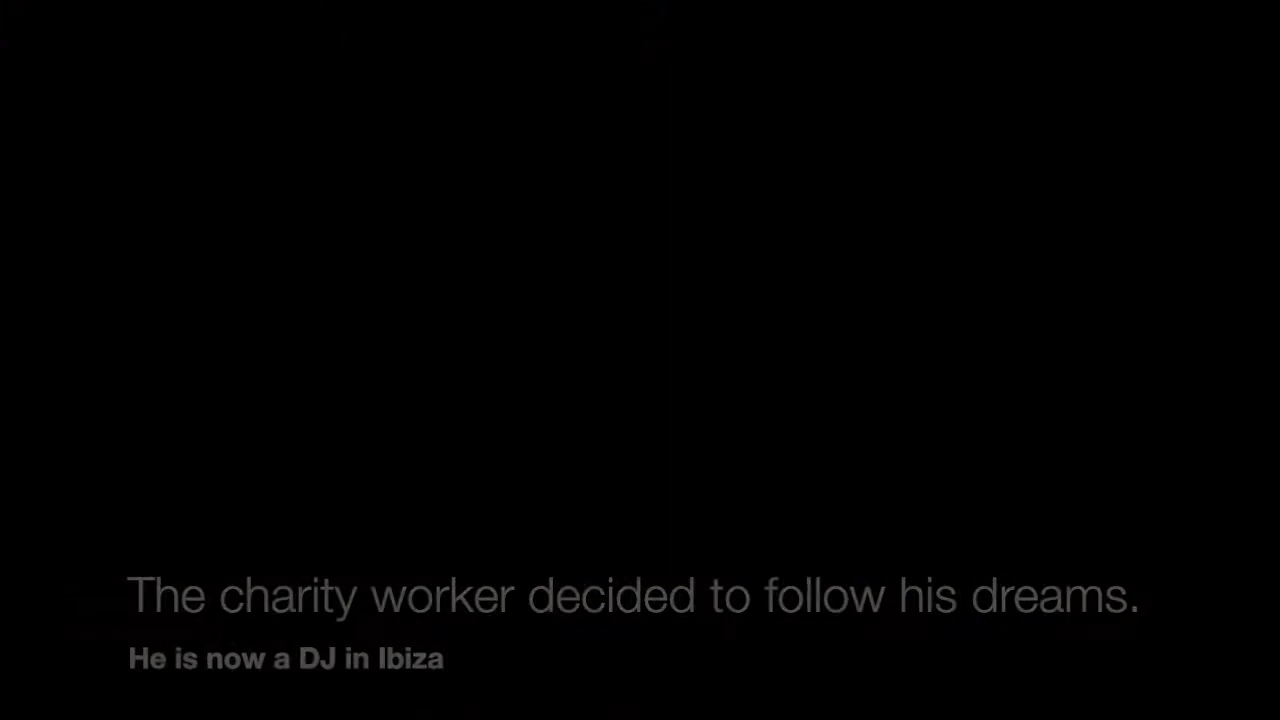 The charity worker decided to follow his dreams.
He is now a DJ in Ibiza